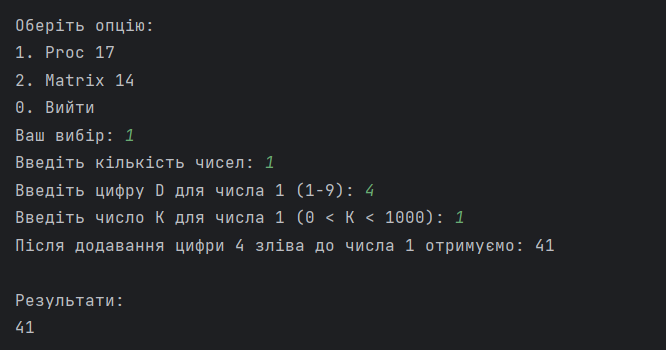 Оберіть опцію:
1. Proc 17
2. Matrix 14
0. Вийти
Ваш вибір: 1
Введіть кількість чисел: 1
Введіть цифру D для числа 1 (1-9): 4
Введіть число K для числа 1 (0 < K < 1000): 1
Після додавання цифри 4 зліва до числа 1 отримуємо: 41
Результати:
41